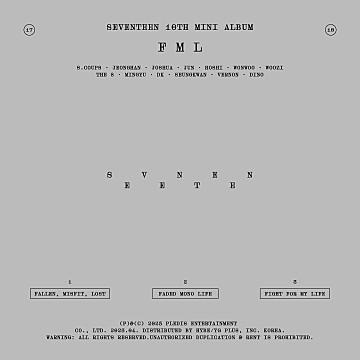 17
SEVENTEEN 10TH MINI ALBUM
18
FML
S.COUPS · JEONGHAN · JOSHUA · JUN · HOSHI · WONWOO · WOOZI
THE 8 · MINGYU · DK · SEUNGKWAN · VERNON · DINO
S V N E N
E E T E
1
2
3
FALLEN, MISFIT, LOST
FADED MONO LIFE
FIGHT FOR MY LIFE
(P)©(C) 2023 PLEDIS ENTERTAINMENT
CO., LTD. 2023.04. DISTRIBUTED BY HYBE/YG PLUS, INC. KOREA.
WARNING: ALL RIGHTS RESERVED.UNAUTHORIZED DUPLICATION & RENT IS PROHIBITED.